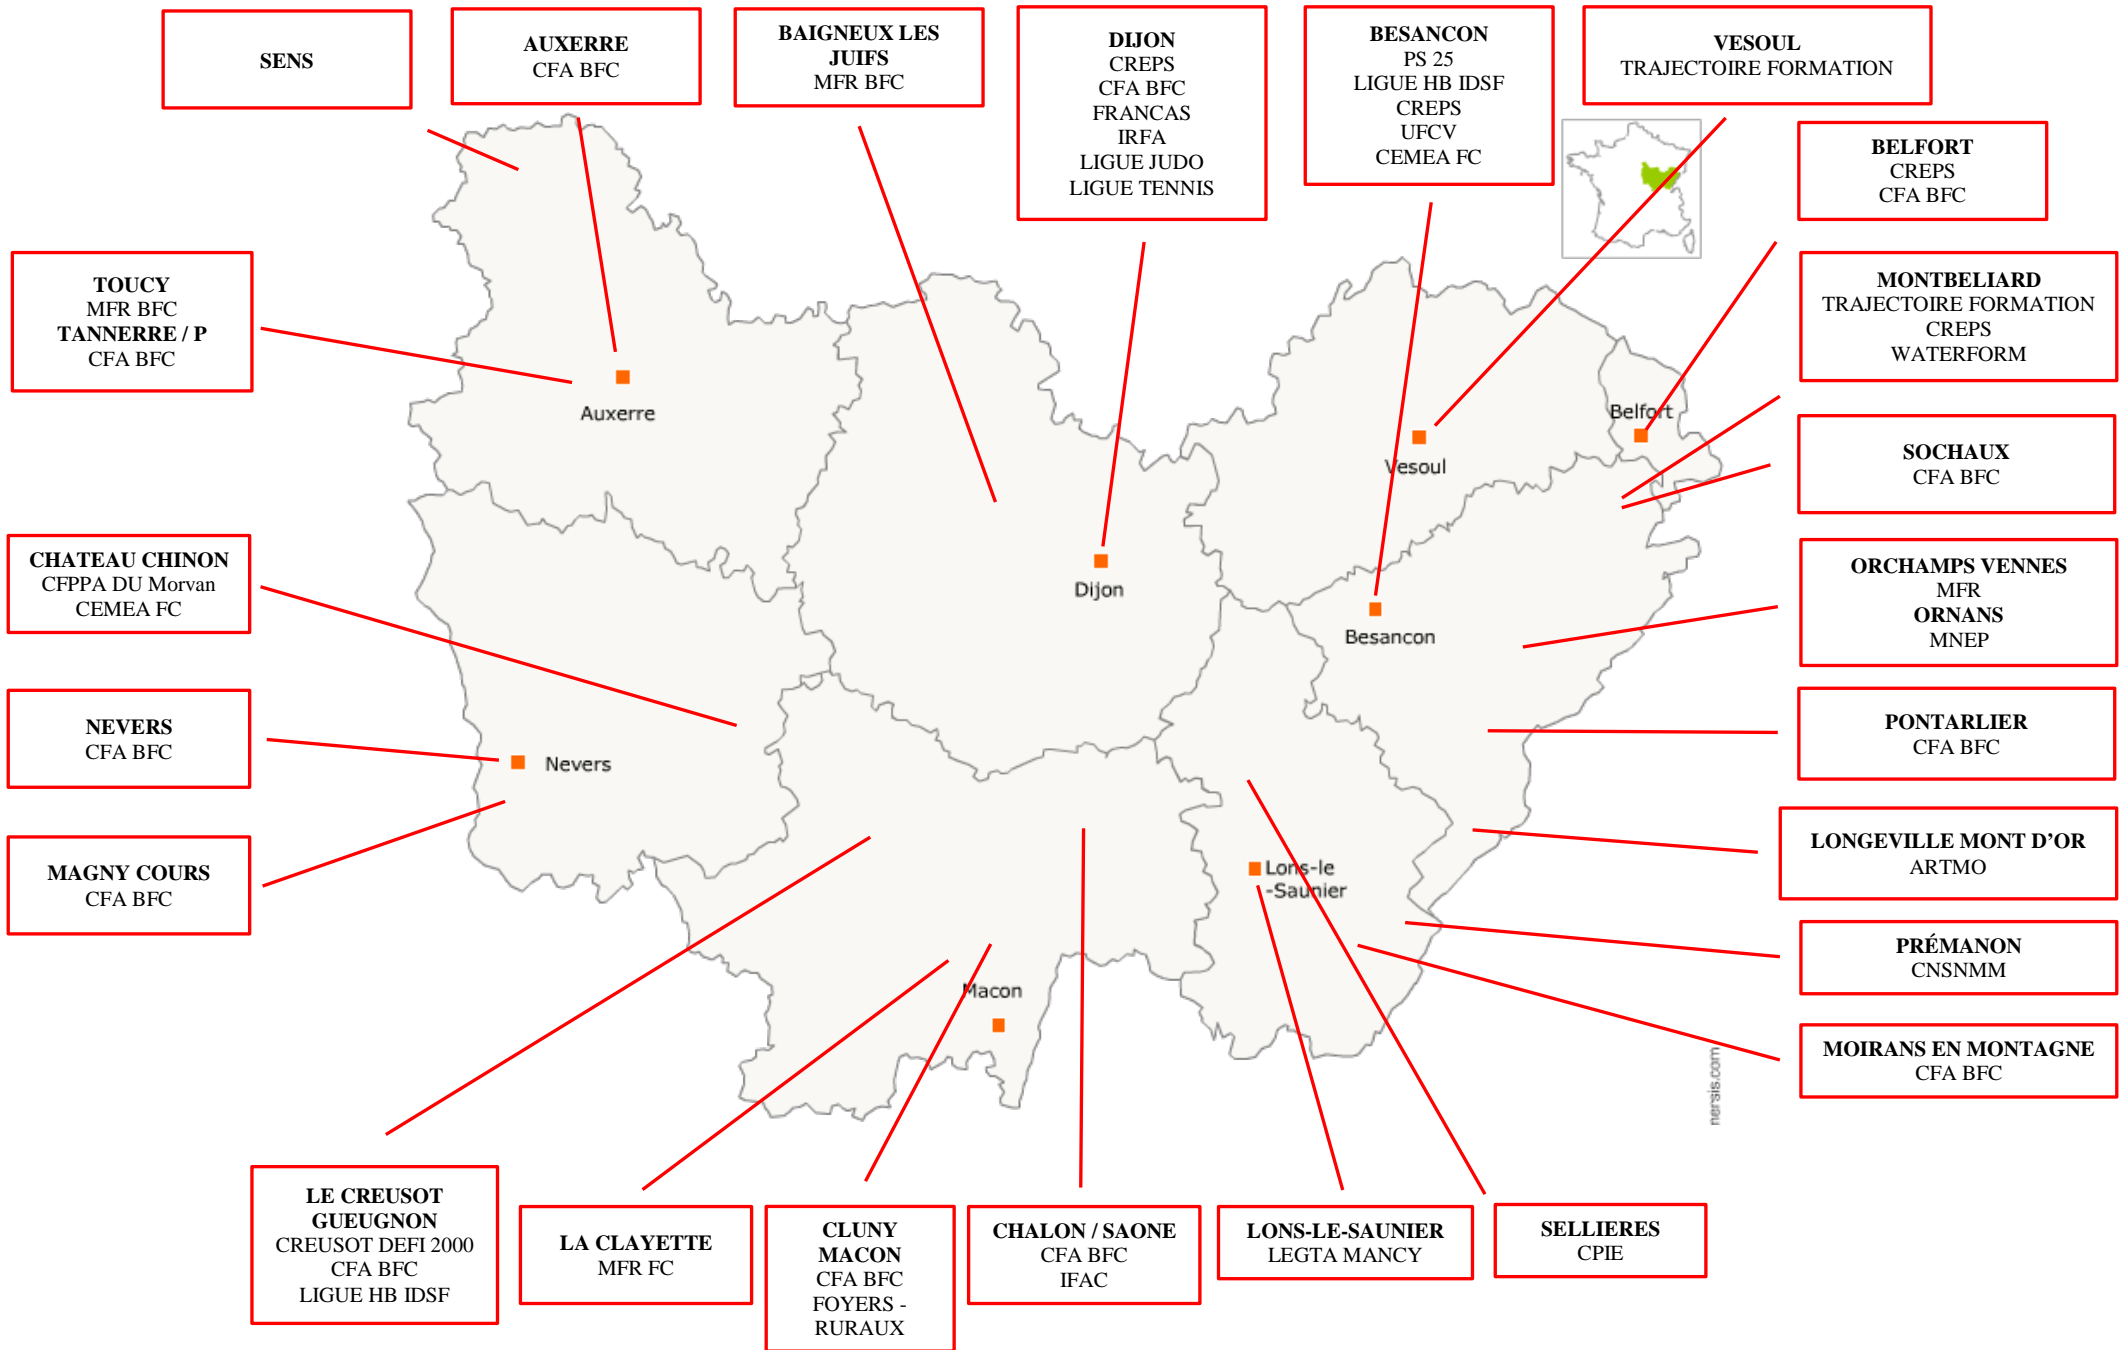 SENS
AUXERRE
CFA BFC
BAIGNEUX LES
JUIFS
MFR BFC
DIJON
CREPS
CFA BFC
FRANCAS
IRFA
LIGUE JUDO
LIGUE TENNIS
BESANCON
PS 25
LIGUE HB IDSF
CREPS
UFCV
CEMEA FC
VESOUL
TRAJECTOIRE FORMATION
BELFORT
CREPS
CFA BFC
TOUCY
MFR BFC
TANNERRE / P
CFA BFC
MONTBELIARD
TRAJECTOIRE FORMATION
CREPS
WATERFORM
SOCHAUX
CFA BFC
CHATEAU CHINON
CFPPA DU Morvan
CEMEA FC
ORCHAMPS VENNES
MFR
ORNANS
MNEP
NEVERS
CFA BFC
PONTARLIER
CFA BFC
MAGNY COURS
CFA BFC
LONGEVILLE MONT D’OR
ARTMO
PRÉMANON
CNSNMM
MOIRANS EN MONTAGNE
CFA BFC
Auxerre
Belfort
Vesoul
Dijon
Besancon
Nevers
Lons-le
-Saunier
Macon
nersis.com
LE CREUSOT
GUEUGNON
CREUSOT DEFI 2000
CFA BFC
LIGUE HB IDSF
LA CLAYETTE
MFR FC
CLUNY
MACON
CFA BFC
FOYERS -
RURAUX
CHALON / SAONE
CFA BFC
IFAC
LONS-LE-SAUNIER
LEGTA MANCY
SELLIERES
CPIE